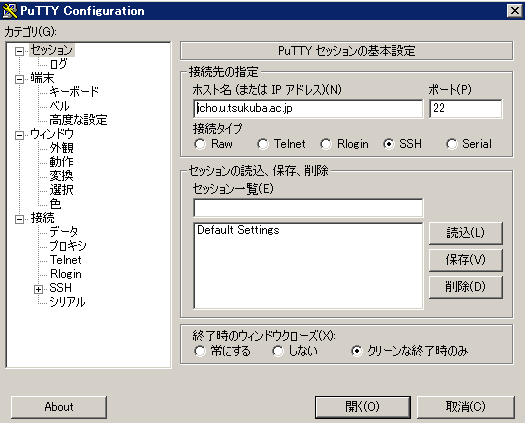 PuTTY Configuration
カテゴリ(G):
セッション
ログ
端末
キーボード
ベル
高度な設定
ウィンドウ
外観
動作
変換
選択
色
接続
データ
プロキシ
Telnet
Rlogin
SSH
シリアル
PuTTY セッションの基本設定
接続先の指定
ホスト名 (または IP アドレス)(N) ポート(P)
icho.u.tsukuba.ac.jp 22
接続タイプ
Raw Telnet Rlogin SSH Serial
セッションの読込、保存、削除
セッション一覧(E)
Default Settings
読込(L)
保存(V)
削除(D)
終了時のウィンドウクローズ(X):
常にする しない クリーンな終了時のみ
About 開く(O) 取消(C)